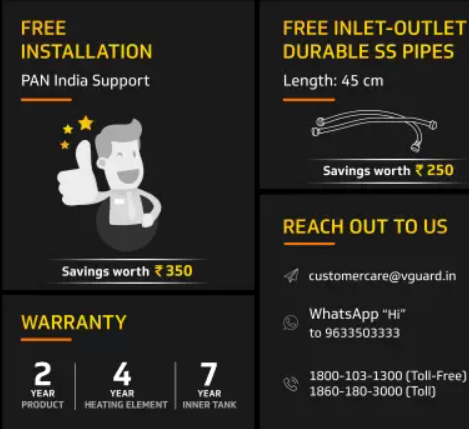 FREE
INSTALLATION
PAN India Support
Savings worth ₹ 350
FREE INLET-OUTLET
DURABLE SS PIPES
Length: 45 cm
Savings worth ₹ 250
WARRANTY
2
YEAR
PRODUCT
4
YEAR
HEATING ELEMENT
7
YEAR
INNER TANK
REACH OUT TO US
customercare@vguard.in
WhatsApp “Hi”
to 9633503333
1800-103-1300 (Toll-Free)
1860-180-3000 (Toll)